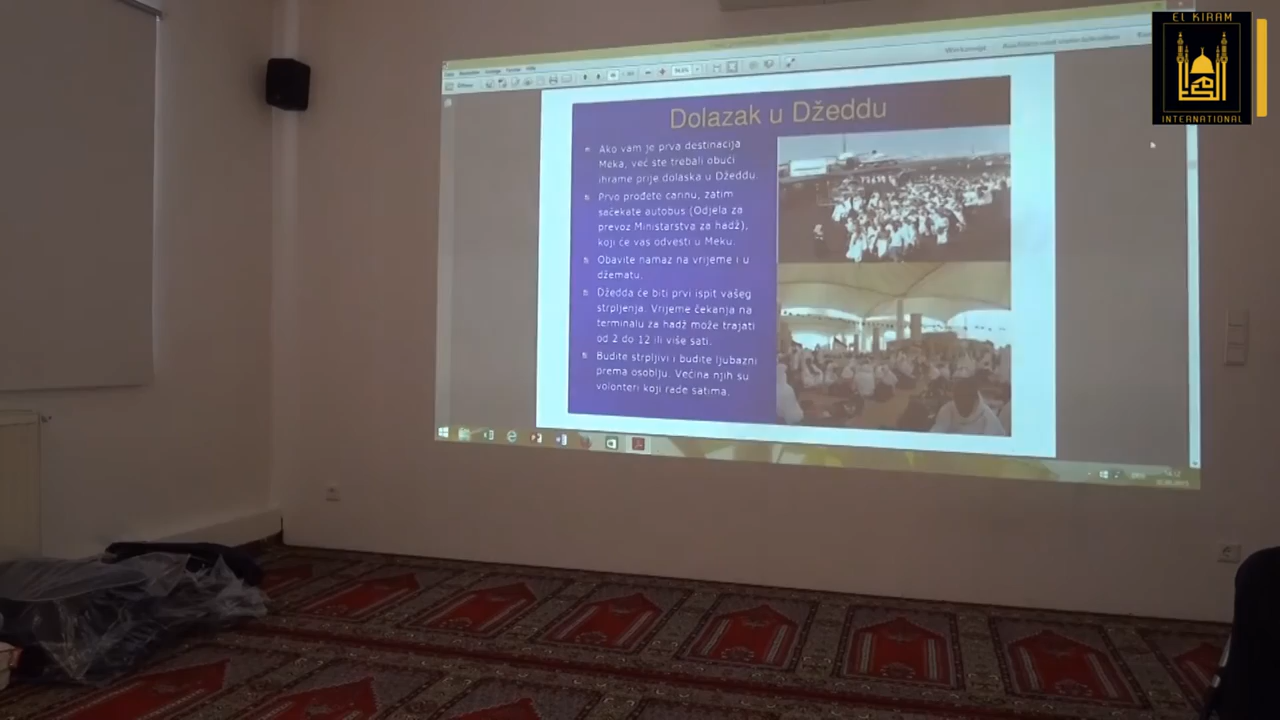 EL KIRAM
INTERNATIONAL
Werkzeuge
Dolazak u Džeddu
Ako vam je prva destinacija
Meka, već ste trebali obući
ihrame prije dolaska u Džeddu.
Prvo prođete carinu, zatim
sačekate autobus (Odjela za
prevoz Ministarstva za hadž),
koji će vas odvesti u Meku.
Obavite namaz na vrijeme i u
džematu.
Džedda će biti prvi ispit vašeg
strpljenja. Vrijeme čekanja na
terminalu za hadž može trajati
od 2 do 12 ili više sati.
Budite strpljivi i budite ljubazni
prema osoblju. Većina njih su
volonteri koji rade satima.